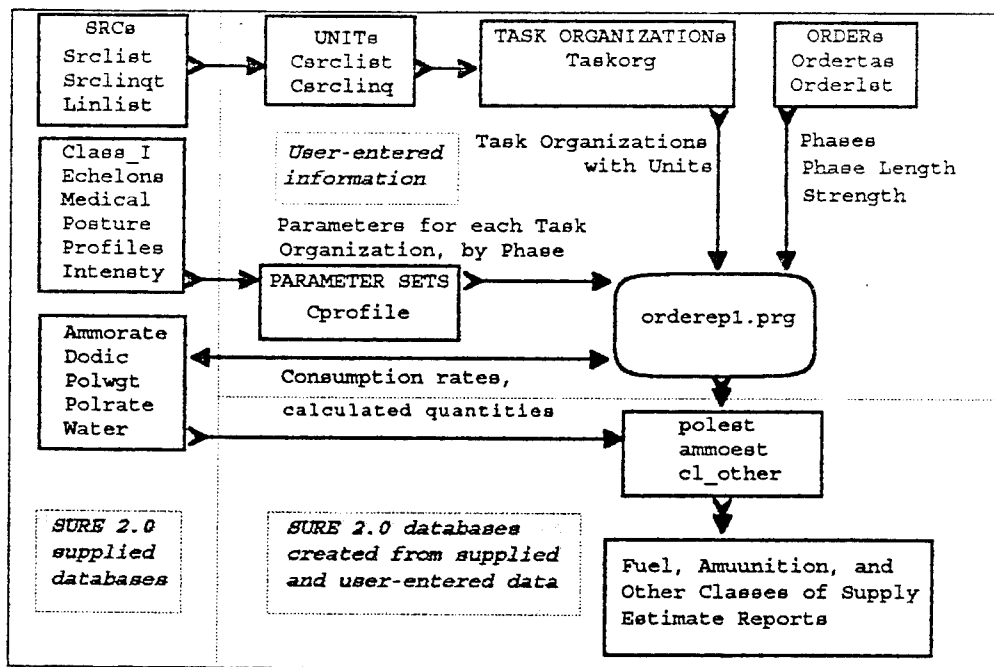 SRCs
Srclist
Srclinqt
Linlist
UNITs
Csrclist
Csrclinq
TASK ORGANIZATIONs
Taskorg
ORDERs
Ordertas
Orderlst
Class_I
Echelons
Medical
Posture
Profiles
Intensty
User-entered
information
Task Organizations
with Units
Phases
Phase Length
Strength
Parameters for each Task
Organization, by Phase
PARAMETER SETS
Cprofile
orderep1.prg
Ammorate
Dodic
Polwgt
Polrate
Water
Consumption rates,
calculated quantities
polest
ammoest
cl_other
SURE 2.0
supplied
databases
SURE 2.0 databases
created from supplied
and user-entered data
Fuel, Amuunition, and
Other Classes of Supply
Estimate Reports